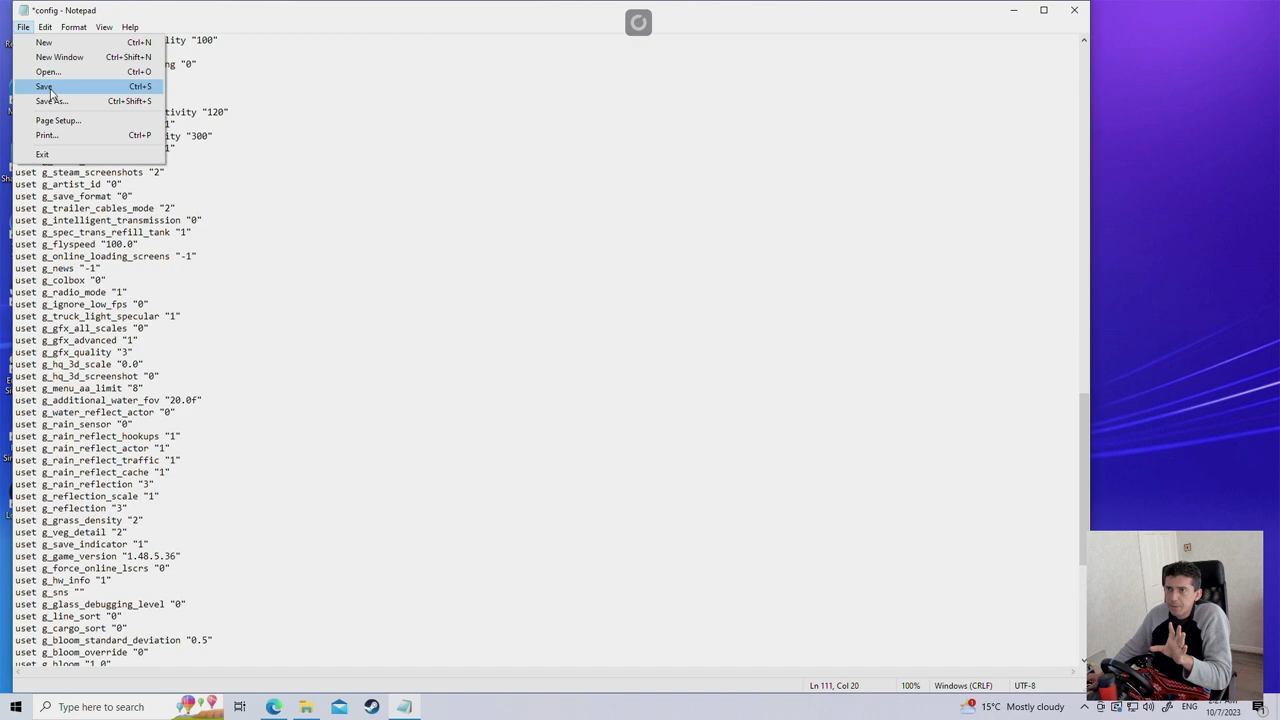 *config - Notepad
File Edit Format View Help
New Ctrl+N
New Window Ctrl+Shift+N
Open... Ctrl+O
Save Ctrl+S
Save As... Ctrl+Shift+S
Page Setup...
Print... Ctrl+P
Exit
lity "100"
ng "0"
tivity "120"
1"
ity "300"
1"
uset g_steam_screenshots "2"
uset g_artist_id "0"
uset g_save_format "0"
uset g_trailer_cables_mode "2"
uset g_intelligent_transmission "0"
uset g_spec_trans_refill_tank "1"
uset g_flyspeed "100.0"
uset g_online_loading_screens "-1"
uset g_news "-1"
uset g_colbox "0"
uset g_radio_mode "1"
uset g_ignore_low_fps "0"
uset g_truck_light_specular "1"
uset g_gfx_all_scales "0"
uset g_gfx_advanced "1"
uset g_gfx_quality "3"
uset g_hq_3d_scale "0.0"
uset g_hq_3d_screenshot "0"
uset g_menu_aa_limit "8"
uset g_additional_water_fov "20.0f"
uset g_water_reflect_actor "0"
uset g_rain_sensor "0"
uset g_rain_reflect_hookups "1"
uset g_rain_reflect_actor "1"
uset g_rain_reflect_traffic "1"
uset g_rain_reflect_cache "1"
uset g_rain_reflection "3"
uset g_reflection_scale "1"
uset g_reflection "3"
uset g_grass_density "2"
uset g_veg_detail "2"
uset g_save_indicator "1"
uset g_game_version "1.48.5.36"
uset g_force_online_lscrs "0"
uset g_hw_info "1"
uset g_sns ""
uset g_glass_debugging_level "0"
uset g_line_sort "0"
uset g_cargo_sort "0"
uset g_bloom_standard_deviation "0.5"
uset g_bloom_override "0"
uset g_bloom "1.0"
Ln 111, Col 20 100% Windows (CRLF) UTF-8
Type here to search
15°C Mostly cloudy
ENG
10/7/2023